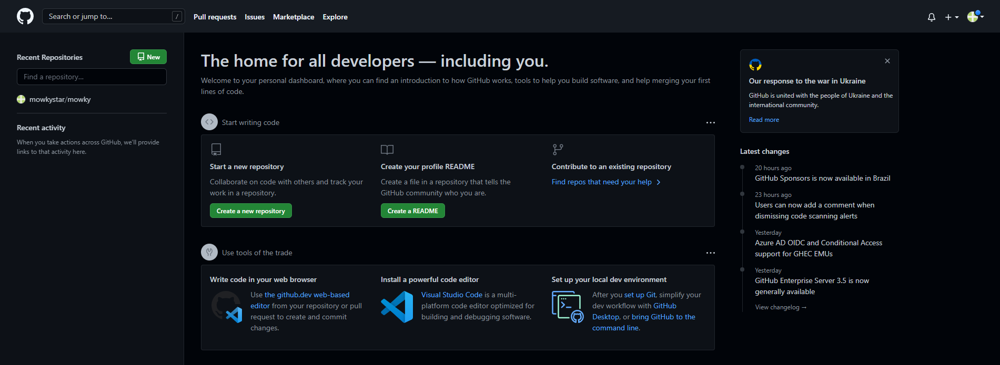 Search or jump to...
/
Pull requests
Issues
Marketplace
Explore
Recent Repositories
New
Find a repository...
mowkystar/mowky
Recent activity
When you take actions across GitHub, we'll provide
links to that activity here.
The home for all developers — including you.
Welcome to your personal dashboard, where you can find an introduction to how GitHub works, tools to help you build software, and help merging your first
lines of code.
Start writing code
Start a new repository
Collaborate on code with others and track your
work in a repository.
Create a new repository
Create your profile README
Create a file in a repository that tells the
GitHub community who you are.
Create a README
Contribute to an existing repository
Find repos that need your help
Use tools of the trade
Write code in your web browser
Use the github.dev web-based
editor from your repository or pull
request to create and commit
changes.
Install a powerful code editor
Visual Studio Code is a multi-
platform code editor optimized for
building and debugging software.
Set up your local dev environment
After you set up Git, simplify your
dev workflow with GitHub
Desktop, or bring GitHub to the
command line.
Our response to the war in Ukraine
GitHub is united with the people of Ukraine and the
international community.
Read more
Latest changes
20 hours ago
GitHub Sponsors is now available in Brazil
23 hours ago
Users can now add a comment when
dismissing code scanning alerts
Yesterday
Azure AD OIDC and Conditional Access
support for GHEC EMUs
Yesterday
GitHub Enterprise Server 3.5 is now
generally available
View changelog →